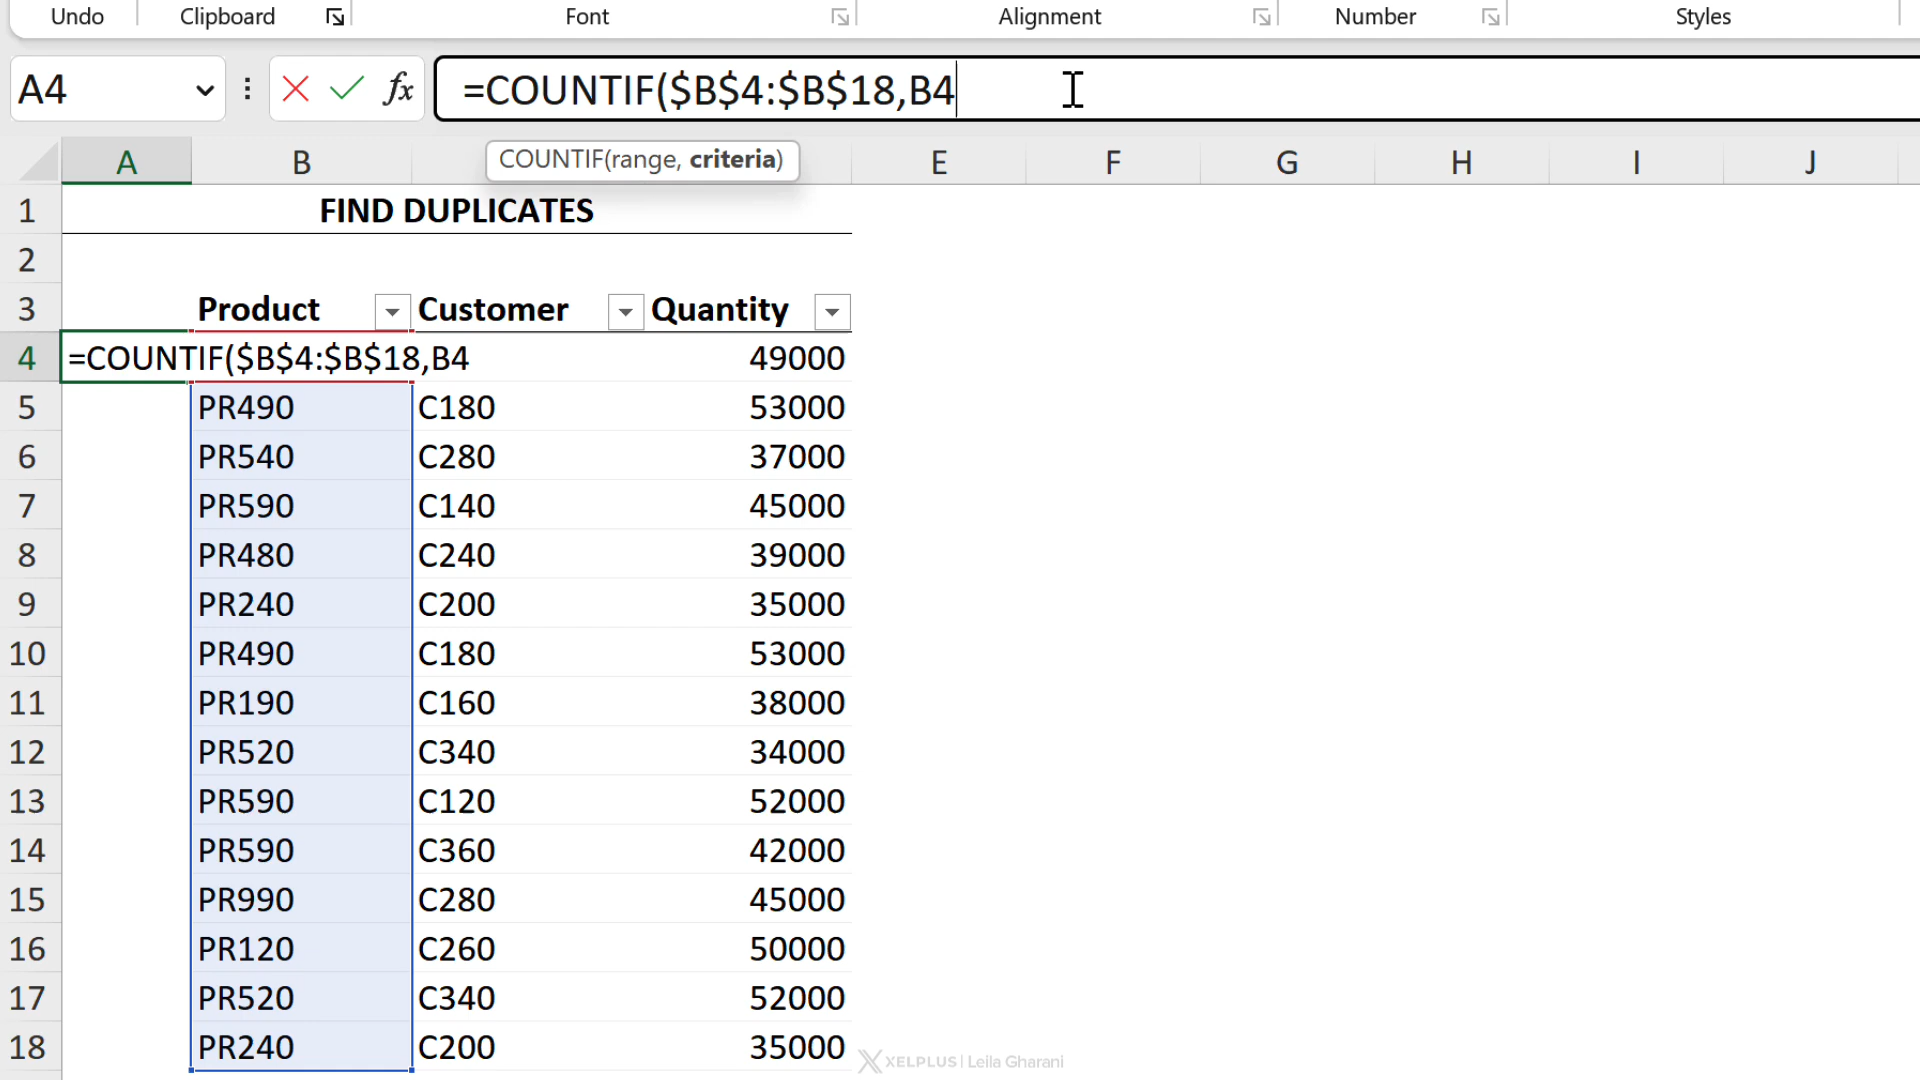 Undo Clipboard Font Alignment Number Styles
A4 fx =COUNTIF($B$4:$B$18,B4
COUNTIF(range, criteria)
A B E F G H I J
1 FIND DUPLICATES
2
3 Product Customer Quantity
4 =COUNTIF($B$4:$B$18,B4 49000
5 PR490 C180 53000
6 PR540 C280 37000
7 PR590 C140 45000
8 PR480 C240 39000
9 PR240 C200 35000
10 PR490 C180 53000
11 PR190 C160 38000
12 PR520 C340 34000
13 PR590 C120 52000
14 PR590 C360 42000
15 PR990 C280 45000
16 PR120 C260 50000
17 PR520 C340 52000
18 PR240 C200 35000
XELPLUS | Leila Gharani